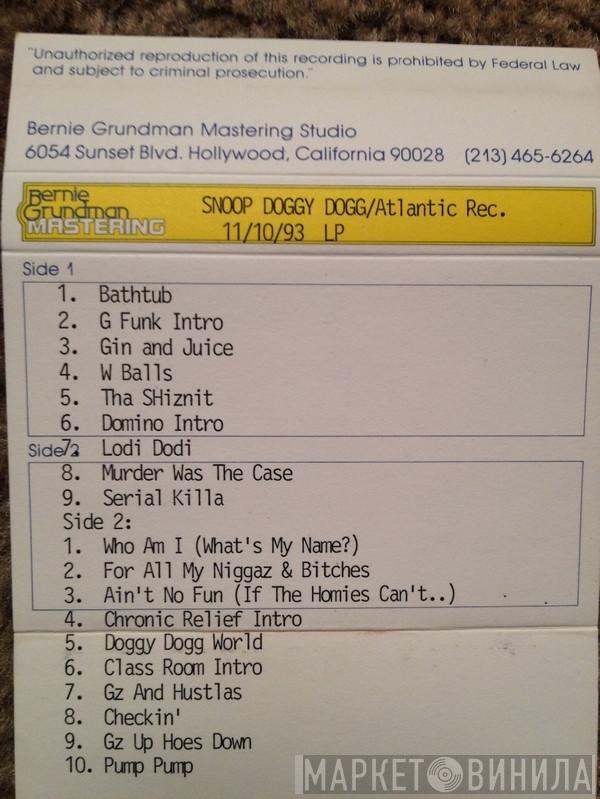 "Unauthorized reproduction of this recording is prohibited by Federal Law
and subject to criminal prosecution."
Bernie Grundman Mastering Studio
6054 Sunset Blvd. Hollywood, California 90028 (213) 465-6264
Bernie
Grundman
MASTERING
SNOOP DOGGY DOGG/Atlantic Rec.
11/10/93 LP
Side 1
1. Bathtub
2. G Funk Intro
3. Gin and Juice
4. W Balls
5. Tha SHiznit
6. Domino Intro
Side 2
7. Lodi Dodi
8. Murder Was The Case
9. Serial Killa
Side 2:
1. Who Am I (What's My Name?)
2. For All My Niggaz & Bitches
3. Ain't No Fun (If The Homies Can't..)
4. Chronic Relief Intro
5. Doggy Dogg World
6. Class Room Intro
7. Gz And Hustlas
8. Checkin'
9. Gz Up Hoes Down
10. Pump Pump
МАРКЕТ ВИНИЛА